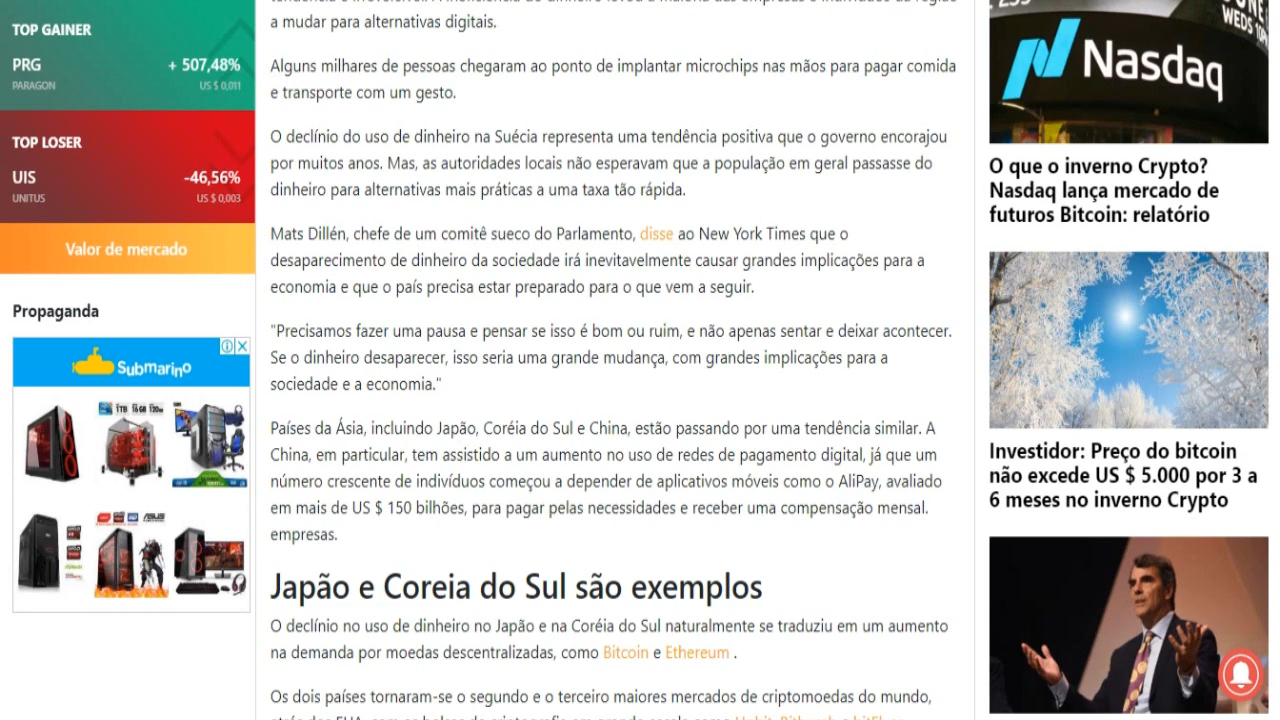 TOP GAINER
PRG + 507,48%
PARAGON US $ 0,011
TOP LOSER
UIS -46,56%
UNITUS US $ 0,003
Valor de mercado
Propaganda
Submarino
1TB 16GB 120GB
ASUS
a mudar para alternativas digitais.
Alguns milhares de pessoas chegaram ao ponto de implantar microchips nas mãos para pagar comida
e transporte com um gesto.
O declínio do uso de dinheiro na Suécia representa uma tendência positiva que o governo encorajou
por muitos anos. Mas, as autoridades locais não esperavam que a população em geral passasse do
dinheiro para alternativas mais práticas a uma taxa tão rápida.
Mats Dillén, chefe de um comitê sueco do Parlamento, disse ao New York Times que o
desaparecimento de dinheiro da sociedade irá inevitavelmente causar grandes implicações para a
economia e que o país precisa estar preparado para o que vem a seguir.
"Precisamos fazer uma pausa e pensar se isso é bom ou ruim, e não apenas sentar e deixar acontecer.
Se o dinheiro desaparecer, isso seria uma grande mudança, com grandes implicações para a
sociedade e a economia."
Países da Ásia, incluindo Japão, Coréia do Sul e China, estão passando por uma tendência similar. A
China, em particular, tem assistido a um aumento no uso de redes de pagamento digital, já que um
número crescente de indivíduos começou a depender de aplicativos móveis como o AliPay, avaliado
em mais de US $ 150 bilhões, para pagar pelas necessidades e receber uma compensação mensal.
empresas.
Japão e Coreia do Sul são exemplos
O declínio no uso de dinheiro no Japão e na Coréia do Sul naturalmente se traduziu em um aumento
na demanda por moedas descentralizadas, como Bitcoin e Ethereum .
Os dois países tornaram-se o segundo e o terceiro maiores mercados de criptomoedas do mundo,
JUNE
WEDS 10PM
Nasdaq
O que o inverno Crypto?
Nasdaq lança mercado de
futuros Bitcoin: relatório
Investidor: Preço do bitcoin
não excede US $ 5.000 por 3 a
6 meses no inverno Crypto